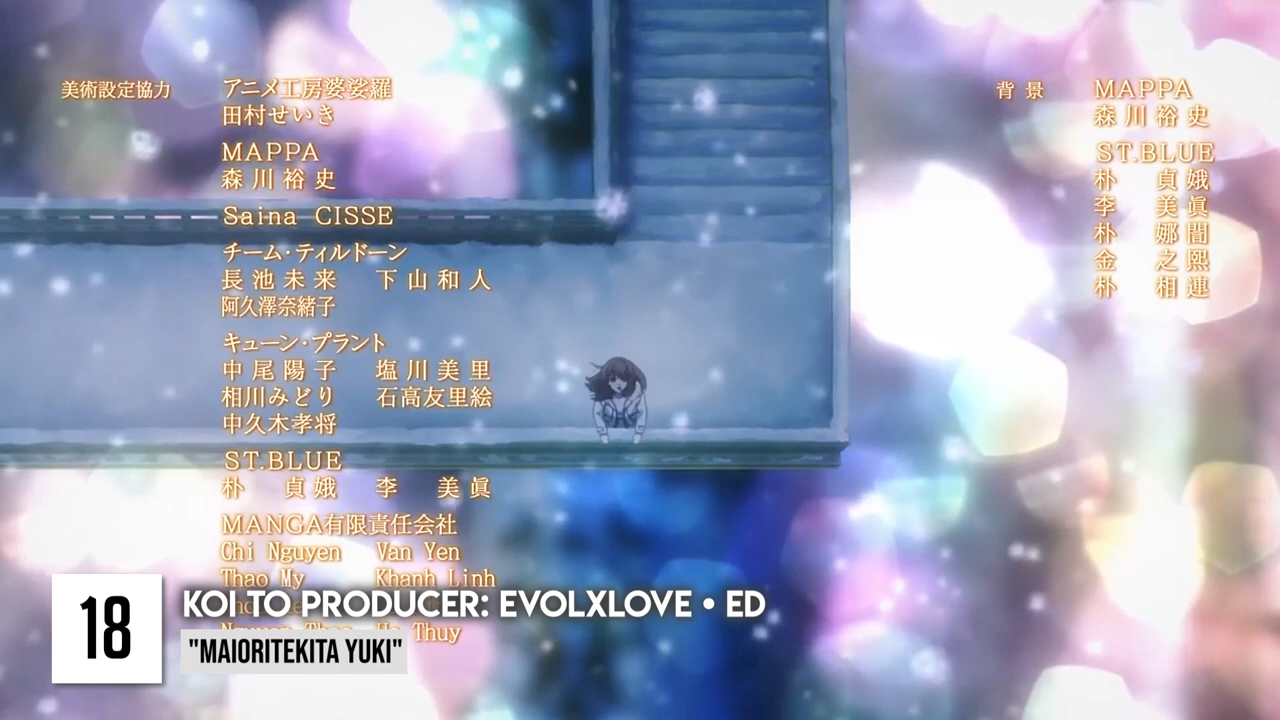 美術設定協力 アニメ工房婆娑羅
田村せいき
MAPPA
森川裕史
Saina CISSE
チーム・ティルドーン
長池未来 下山和人
阿久澤奈緒子
キューン・プラント
中尾陽子 塩川美里
相川みどり 石高友里絵
中久木孝将
ST.BLUE
朴 貞娥 李 美眞
MANGA有限責任会社
Chi Nguyen Van Yen
Thao My Khanh Linh
Thuy
背景 MAPPA
森川裕史
ST.BLUE
朴 貞娥
李 美眞
朴 娜閏
金 之熙
朴 相連
18
KOI TO PRODUCER: EVOLXLOVE • ED
"MAIORITEKITA YUKI"